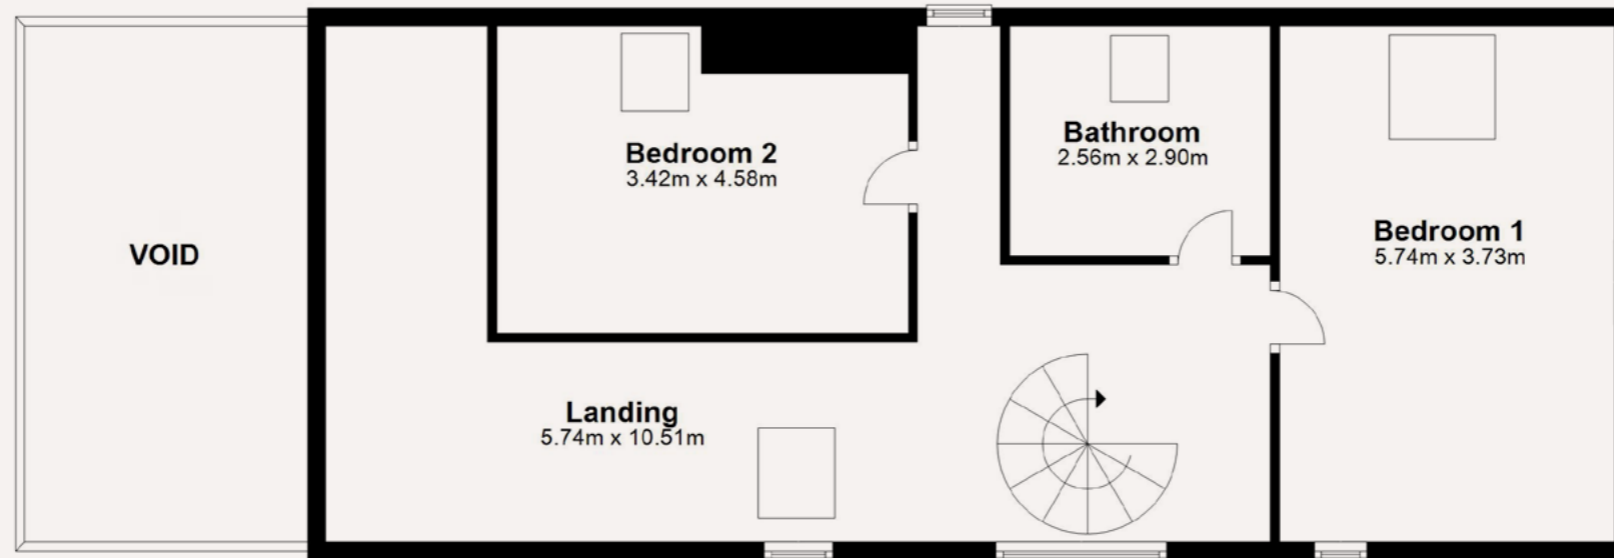 VOID
Bedroom 2
3.42m x 4.58m
Bathroom
2.56m x 2.90m
Bedroom 1
5.74m x 3.73m
Landing
5.74m x 10.51m